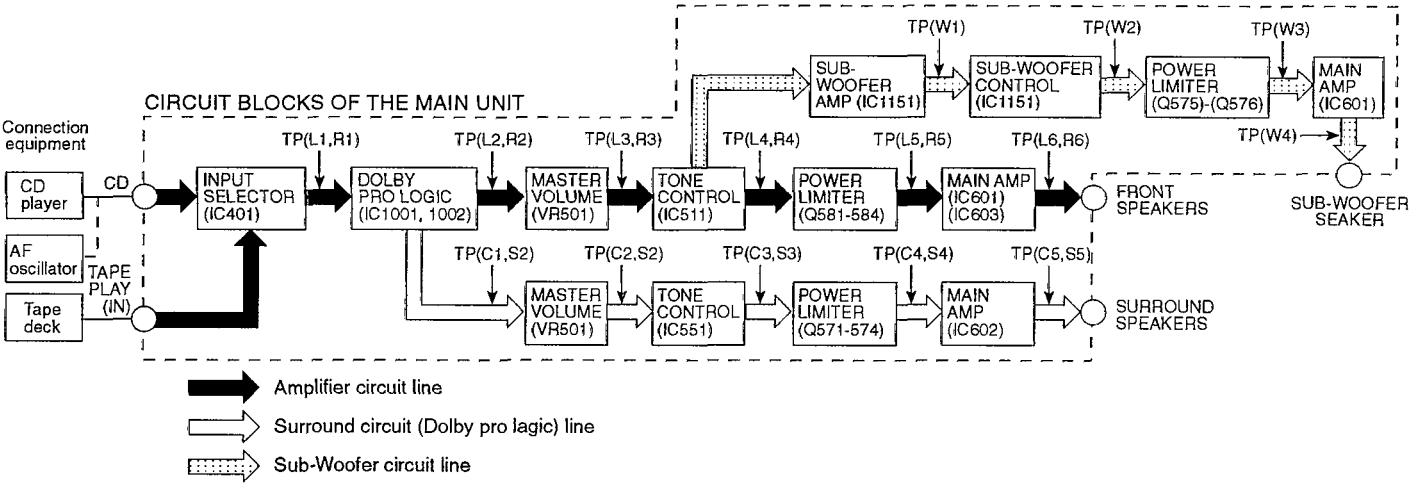 TP(W1)
TP(W2)
TP(W3)
SUB-
WOOFER
AMP (IC1151)
SUB-WOOFER
CONTROL
(IC1151)
POWER
LIMITER
(Q575)-(Q576)
MAIN
AMP
(IC601)
TP(W4)
SUB-WOOFER
SEAKER
CIRCUIT BLOCKS OF THE MAIN UNIT
Connection
equipment
TP(L1,R1)
TP(L2,R2)
TP(L3,R3)
TP(L4,R4)
TP(L5,R5)
TP(L6,R6)
CD
player
CD
INPUT
SELECTOR
(IC401)
DOLBY
PRO LOGIC
(IC1001, 1002)
MASTER
VOLUME
(VR501)
TONE
CONTROL
(IC511)
POWER
LIMITER
(Q581-584)
MAIN AMP
(IC601)
(IC603)
FRONT
SPEAKERS
AF
oscillator
TAPE
PLAY
(IN)
Tape
deck
TP(C1,S2)
TP(C2,S2)
TP(C3,S3)
TP(C4,S4)
TP(C5,S5)
MASTER
VOLUME
(VR501)
TONE
CONTROL
(IC551)
POWER
LIMITER
(Q571-574)
MAIN
AMP
(IC602)
SURROUND
SPEAKERS
Amplifier circuit line
Surround circuit (Dolby pro lagic) line
Sub-Woofer circuit line